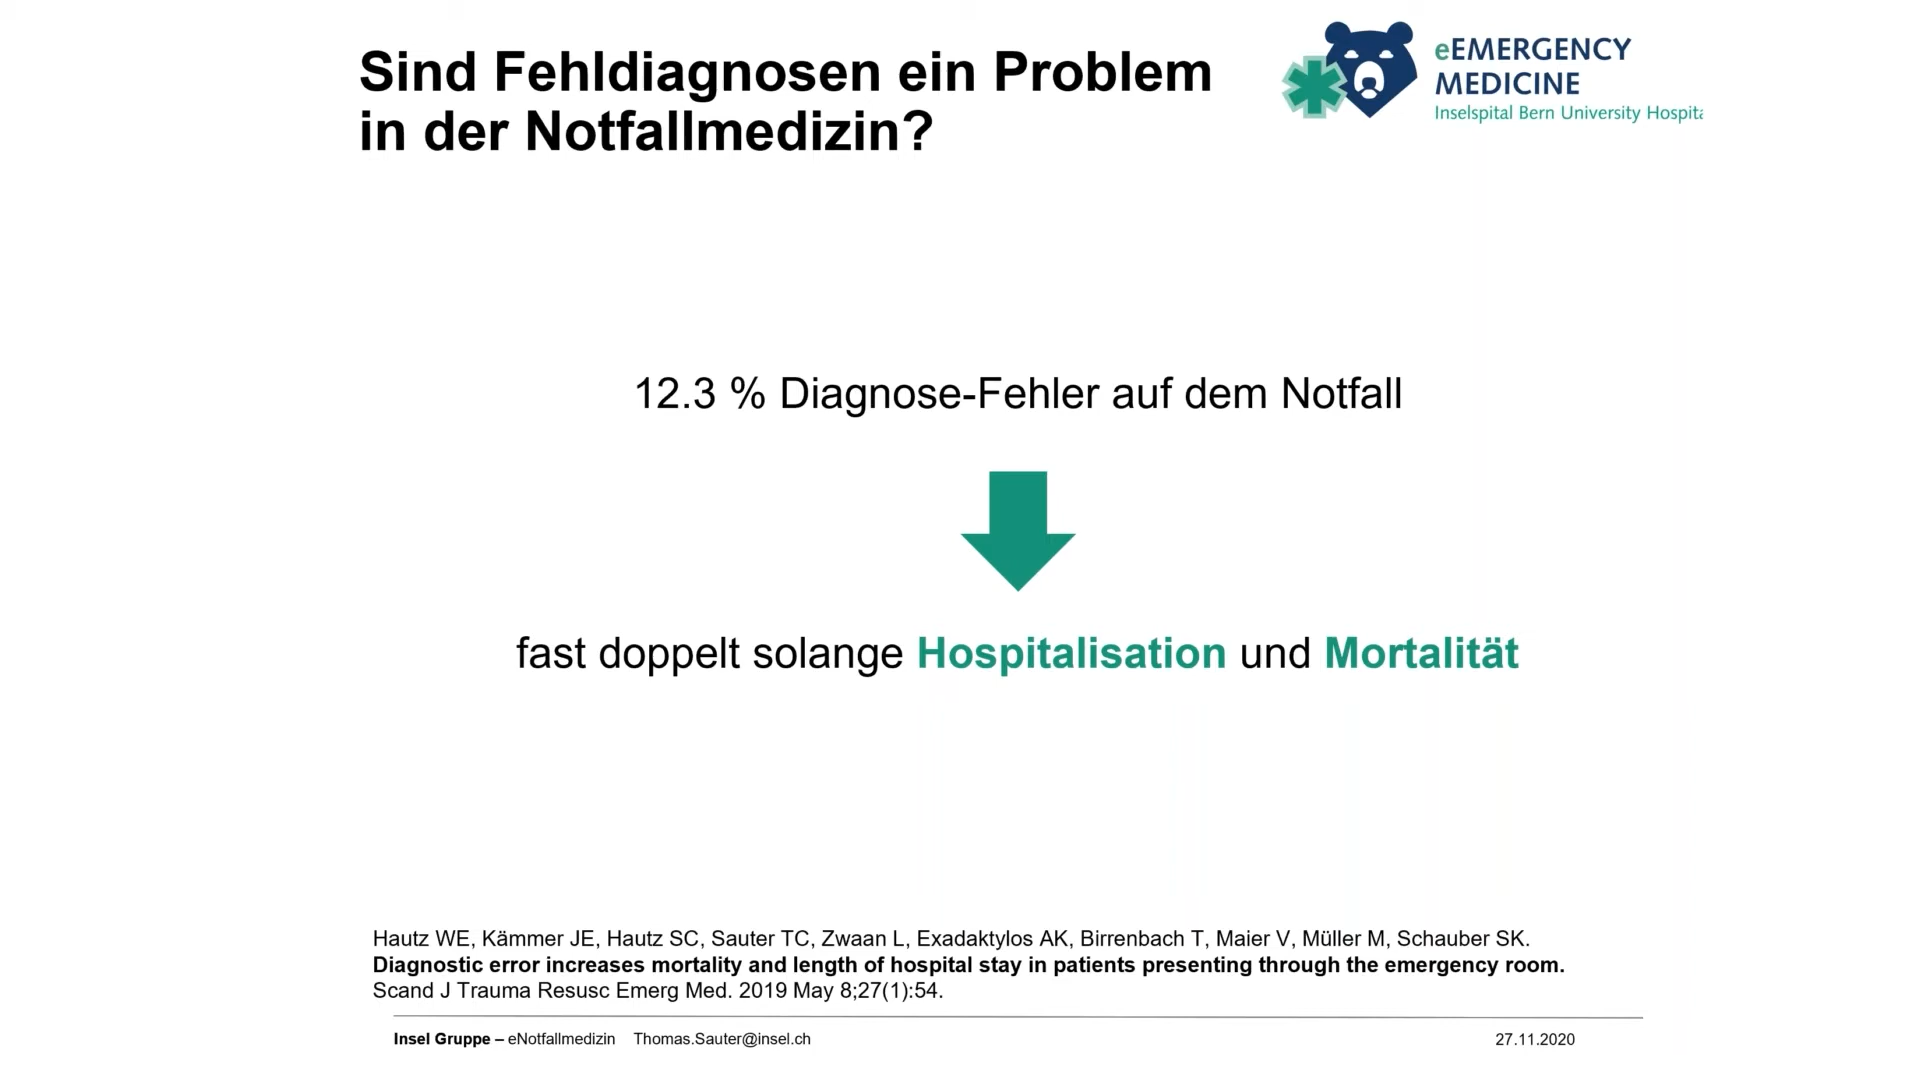 Sind Fehldiagnosen ein Problem
in der Notfallmedizin?
eEMERGENCY
MEDICINE
Inselspital Bern University Hospita
12.3 % Diagnose-Fehler auf dem Notfall
fast doppelt solange Hospitalisation und Mortalität
Hautz WE, Kämmer JE, Hautz SC, Sauter TC, Zwaan L, Exadaktylos AK, Birrenbach T, Maier V, Müller M, Schauber SK.
Diagnostic error increases mortality and length of hospital stay in patients presenting through the emergency room.
Scand J Trauma Resusc Emerg Med. 2019 May 8;27(1):54.
Insel Gruppe – eNotfallmedizin Thomas.Sauter@insel.ch 27.11.2020